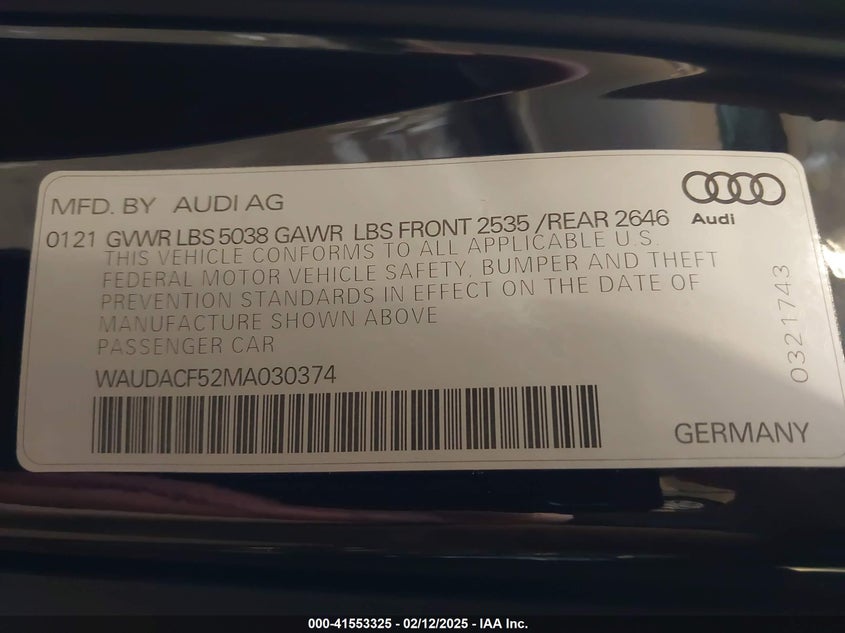 MFD. BY AUDI AG
Audi
0121 GVWR LBS 5038 GAWR LBS FRONT 2535 /REAR 2646
THIS VEHICLE CONFORMS TO ALL APPLICABLE U.S.
FEDERAL MOTOR VEHICLE SAFETY, BUMPER AND THEFT
PREVENTION STANDARDS IN EFFECT ON THE DATE OF
MANUFACTURE SHOWN ABOVE
PASSENGER CAR
0321743
WAUDACF52MA030374
GERMANY
000-41553325 - 02/12/2025 - IAA Inc.